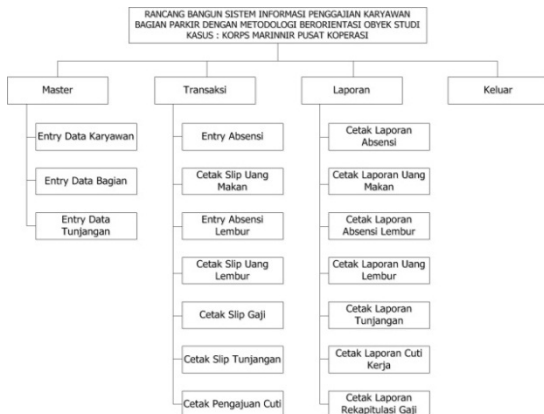 RANCANG BANGUN SISTEM INFORMASI PENGGAJIAN KARYAWAN
BAGIAN PARKIR DENGAN METODOLOGI BERORIENTASI OBYEK STUDI
KASUS : KORPS MARINNIR PUSAT KOPERASI
Master
Transaksi
Laporan
Keluar
Entry Data Karyawan
Entry Data Bagian
Entry Data
Tunjangan
Entry Absensi
Cetak Slip Uang
Makan
Entry Absensi
Lembur
Cetak Slip Uang
Lembur
Cetak Slip Gaji
Cetak Slip Tunjangan
Cetak Pengajuan Cuti
Cetak Laporan
Absensi
Cetak Laporan Uang
Makan
Cetak Laporan
Absensi Lembur
Cetak Laporan Uang
Lembur
Cetak Laporan
Tunjangan
Cetak Laporan Cuti
Kerja
Cetak Laporan
Rekapitulasi Gaji